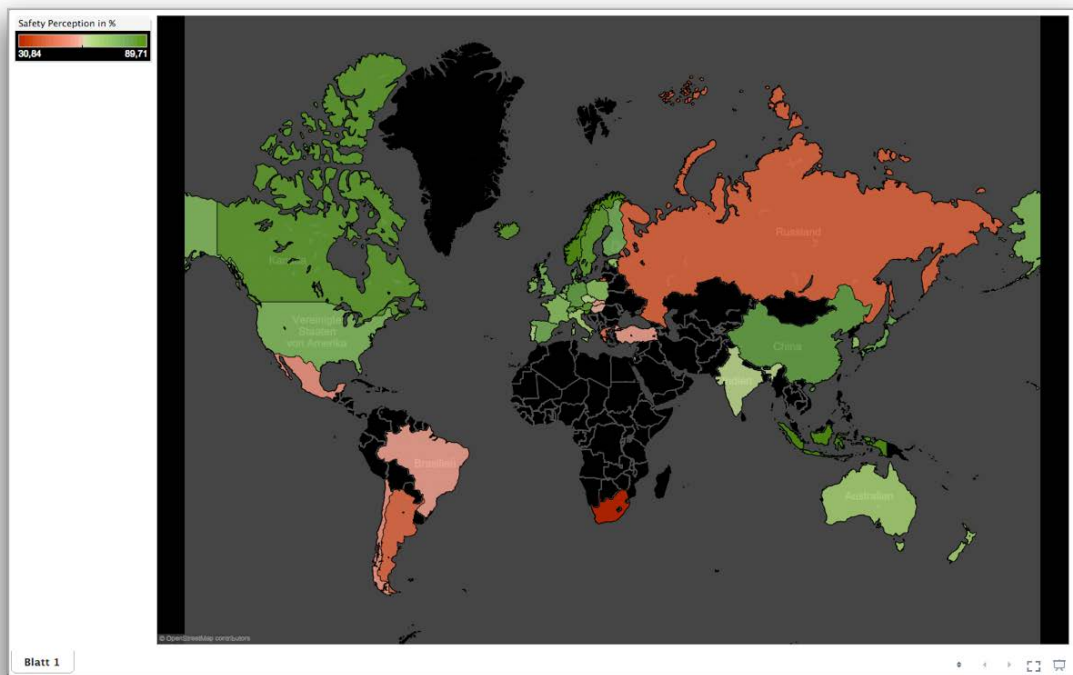 Safety Perception in %
30,84 89,71
Russland
Kanada
Vereinigte
Staaten
von Amerika
China
Indien
Brasilien
Australien
© OpenStreetMap contributors
Blatt 1